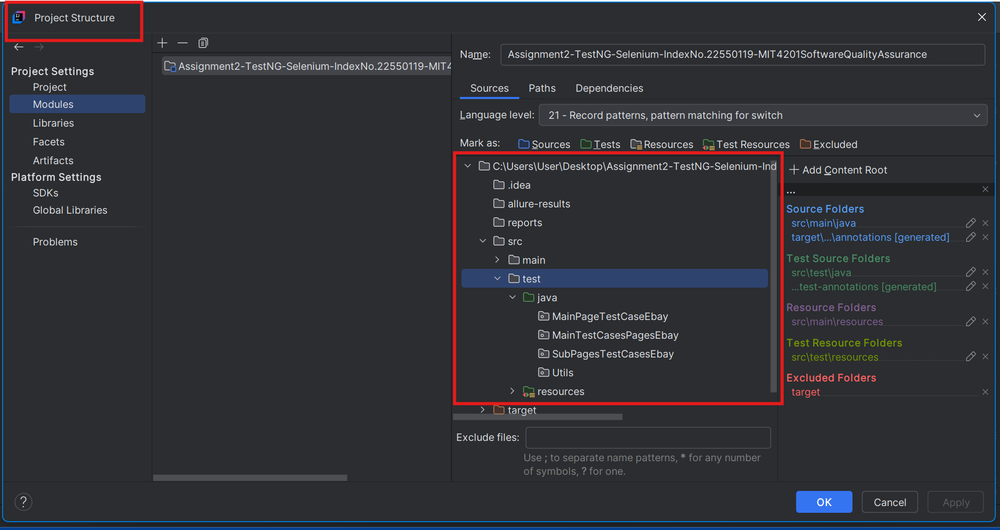 Project Structure
Project Settings
Project
Modules
Libraries
Facets
Artifacts
Platform Settings
SDKs
Global Libraries
Problems
Assignment2-TestNG-Selenium-IndexNo.22550119-MIT4
Name: Assignment2-TestNG-Selenium-IndexNo.22550119-MIT4201SoftwareQualityAssurance
Sources Paths Dependencies
Language level: 21 - Record patterns, pattern matching for switch
Mark as: Sources Tests Resources Test Resources Excluded
C:\Users\User\Desktop\Assignment2-TestNG-Selenium-Ind
.idea
allure-results
reports
src
main
test
java
MainPageTestCaseEbay
MainTestCasesPagesEbay
SubPagesTestCasesEbay
Utils
resources
target
Exclude files:
Use ; to separate name patterns, * for any number
of symbols, ? for one.
+ Add Content Root
...
Source Folders
src\main\java
target\...\annotations [generated]
Test Source Folders
src\test\java
...test-annotations [generated]
Resource Folders
src\main\resources
Test Resource Folders
src\test\resources
Excluded Folders
target
?
OK Cancel Apply